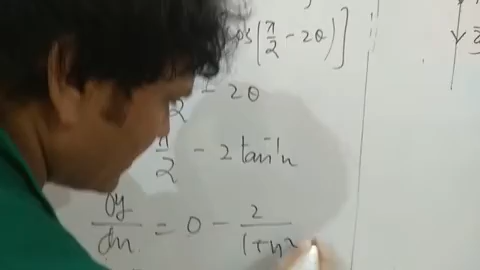 os(π/2 - 2θ)]
π/2 - 2θ
π/2 - 2 tan⁻¹x
dy/dx = 0 - 2/(1+x²